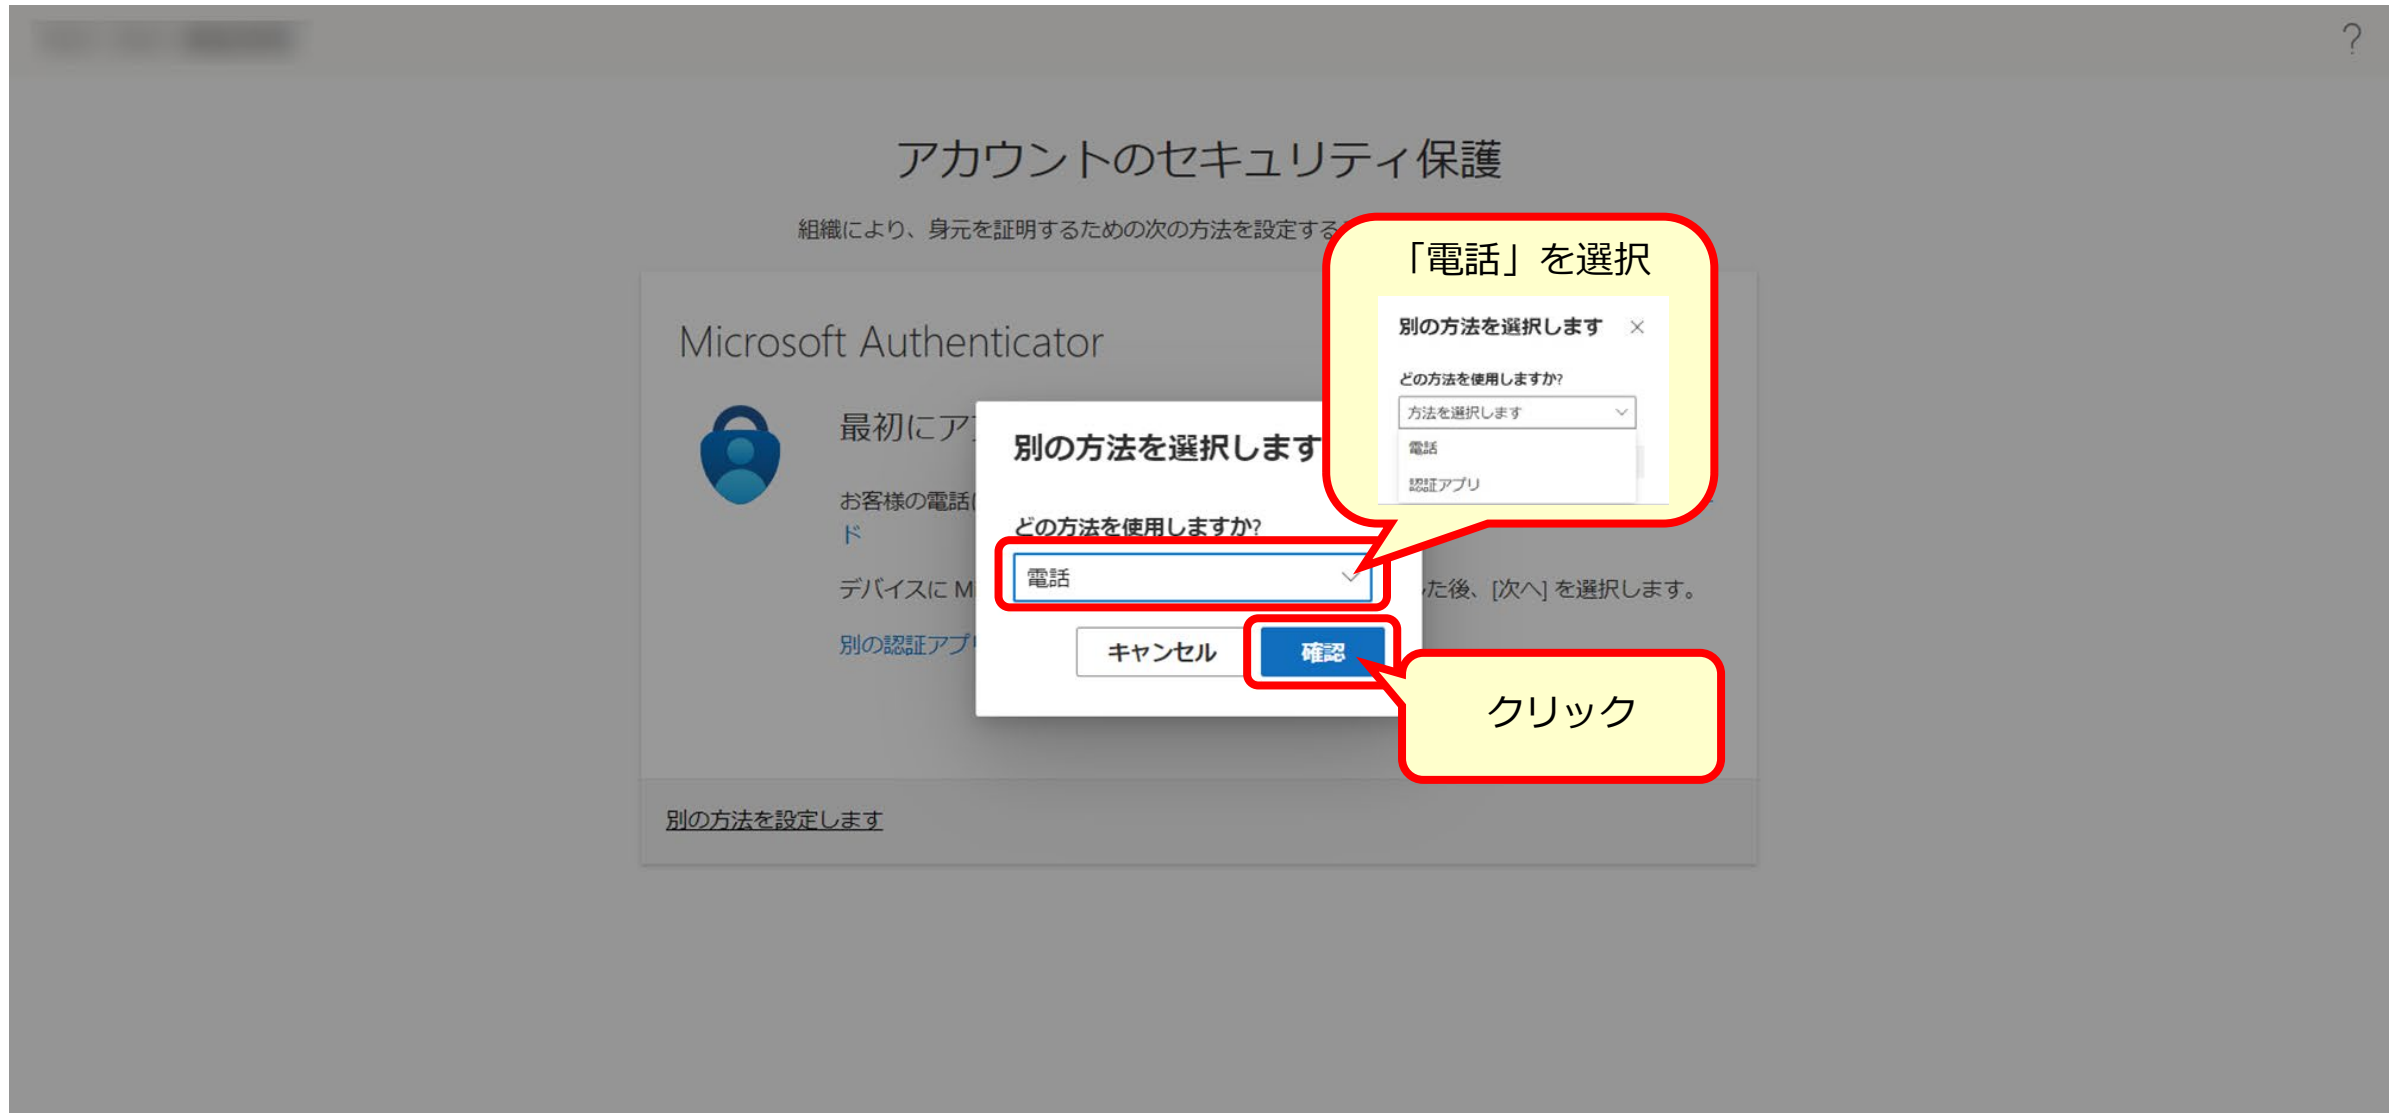 ?
アカウントのセキュリティ保護
組織により、身元を証明するための次の方法を設定する
「電話」を選択
別の方法を選択します ×
どの方法を使用しますか?
方法を選択します
電話
認証アプリ
Microsoft Authenticator
最初にア
お客様の電話
ド
デバイスに M
した後、[次へ] を選択します。
別の認証アプ
別の方法を選択します
どの方法を使用しますか?
電話
キャンセル
確認
クリック
別の方法を設定します